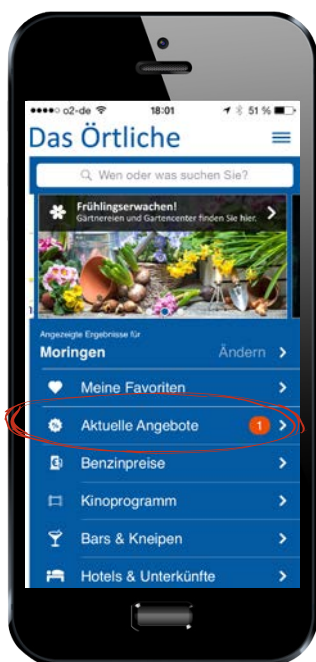 o2-de 18:01 51 %
Das Örtliche
Wen oder was suchen Sie?
Frühlingserwachen!
Gärtnereien und Gartencenter finden Sie hier.
Angezeigte Ergebnisse für
Moringen Ändern
Meine Favoriten
Aktuelle Angebote 1
Benzinpreise
Kinoprogramm
Bars & Kneipen
Hotels & Unterkünfte